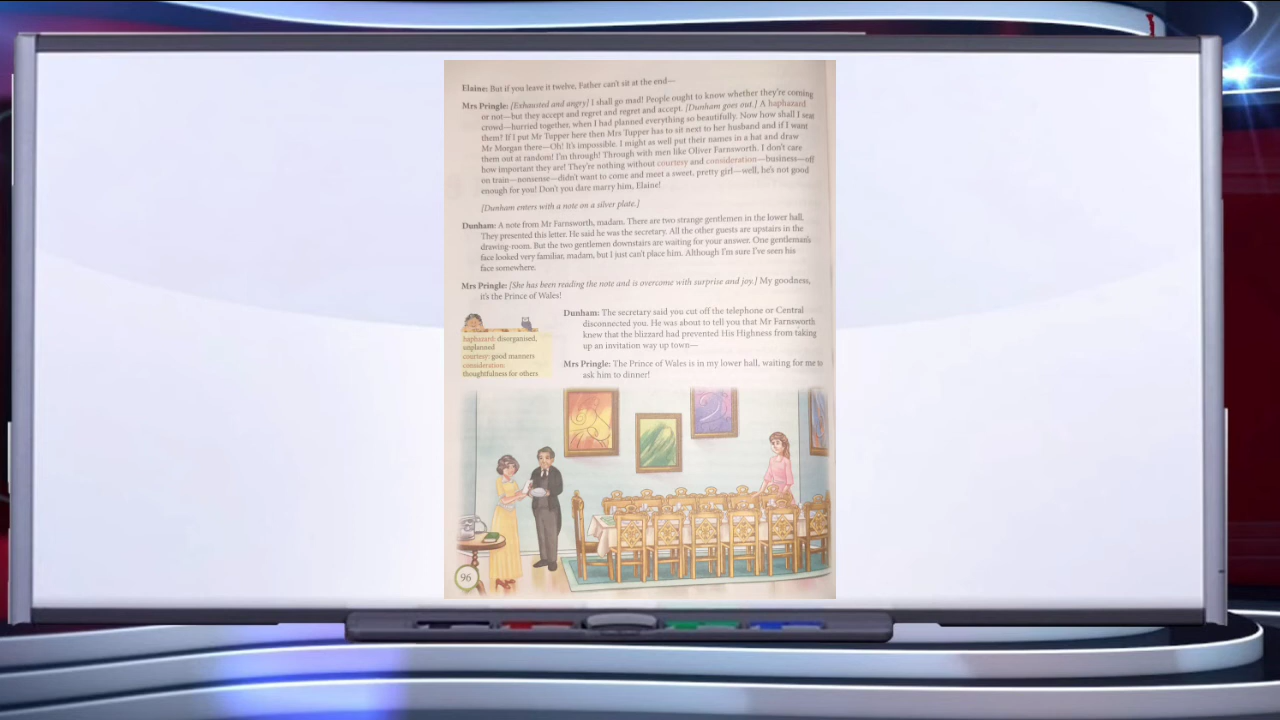 Elaine: But if you leave it twelve, Father can't sit at the end—
Mrs Pringle: [Exhausted and angry] I shall go mad! People ought to know whether they're coming
or not—but they accept and regret and regret and accept. [Dunham goes out.] A haphazard
crowd—hurried together, when I had planned everything so beautifully. Now how shall I seat
them? If I put Mr Tupper here then Mrs Tupper has to sit next to her husband and if I want
Mr Morgan there—Oh! It's impossible. I might as well put their names in a hat and draw
them out at random! I'm through! Through with men like Oliver Farnsworth. I don't care
how important they are! They're nothing without courtesy and consideration—business—off
on train—nonsense—didn't want to come and meet a sweet, pretty girl—well, he's not good
enough for you! Don't you dare marry him, Elaine!
[Dunham enters with a note on a silver plate.]
Dunham: A note from Mr Farnsworth, madam. There are two strange gentlemen in the lower hall.
They presented this letter. He said he was the secretary. All the other guests are upstairs in the
drawing-room. But the two gentlemen downstairs are waiting for your answer. One gentleman's
face looked very familiar, madam, but I just can't place him. Although I'm sure I've seen his
face somewhere.
Mrs Pringle: [She has been reading the note and is overcome with surprise and joy.] My goodness,
it's the Prince of Wales!
Dunham: The secretary said you cut off the telephone or Central
disconnected you. He was about to tell you that Mr Farnsworth
knew that the blizzard had prevented His Highness from taking
up an invitation way up town—
Mrs Pringle: The Prince of Wales is in my lower hall, waiting for me to
ask him to dinner!
haphazard: disorganised,
unplanned
courtesy: good manners
consideration:
thoughtfulness for others
96